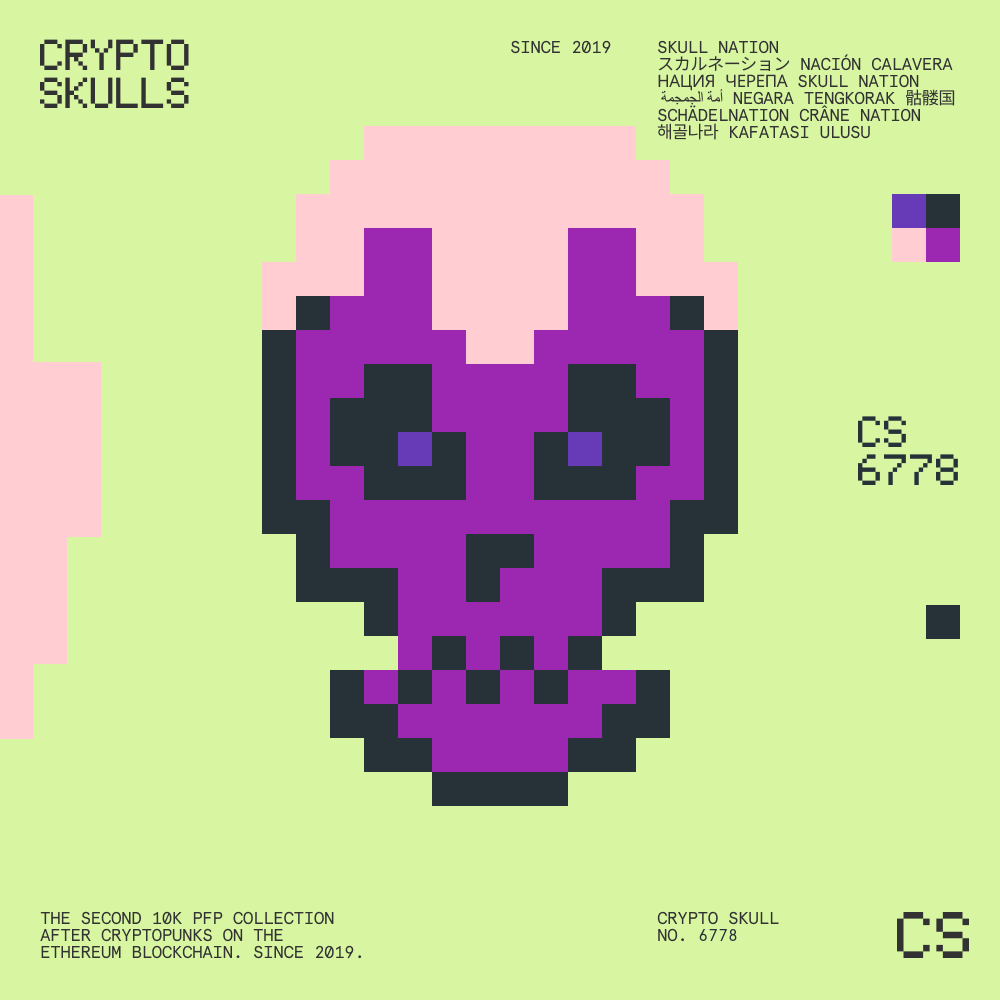 CRYPTO
SKULLS
SINCE 2019
SKULL NATION
スカルネーション NACIÓN CALAVERA
НАЦИЯ ЧЕРЕПА SKULL NATION
أمة الجمجمة NEGARA TENGKORAK 骷髅国
SCHÄDELNATION CRÂNE NATION
해골나라 KAFATASI ULUSU
CS
6778
THE SECOND 10K PFP COLLECTION
AFTER CRYPTOPUNKS ON THE
ETHEREUM BLOCKCHAIN. SINCE 2019.
CRYPTO SKULL
NO. 6778
CS